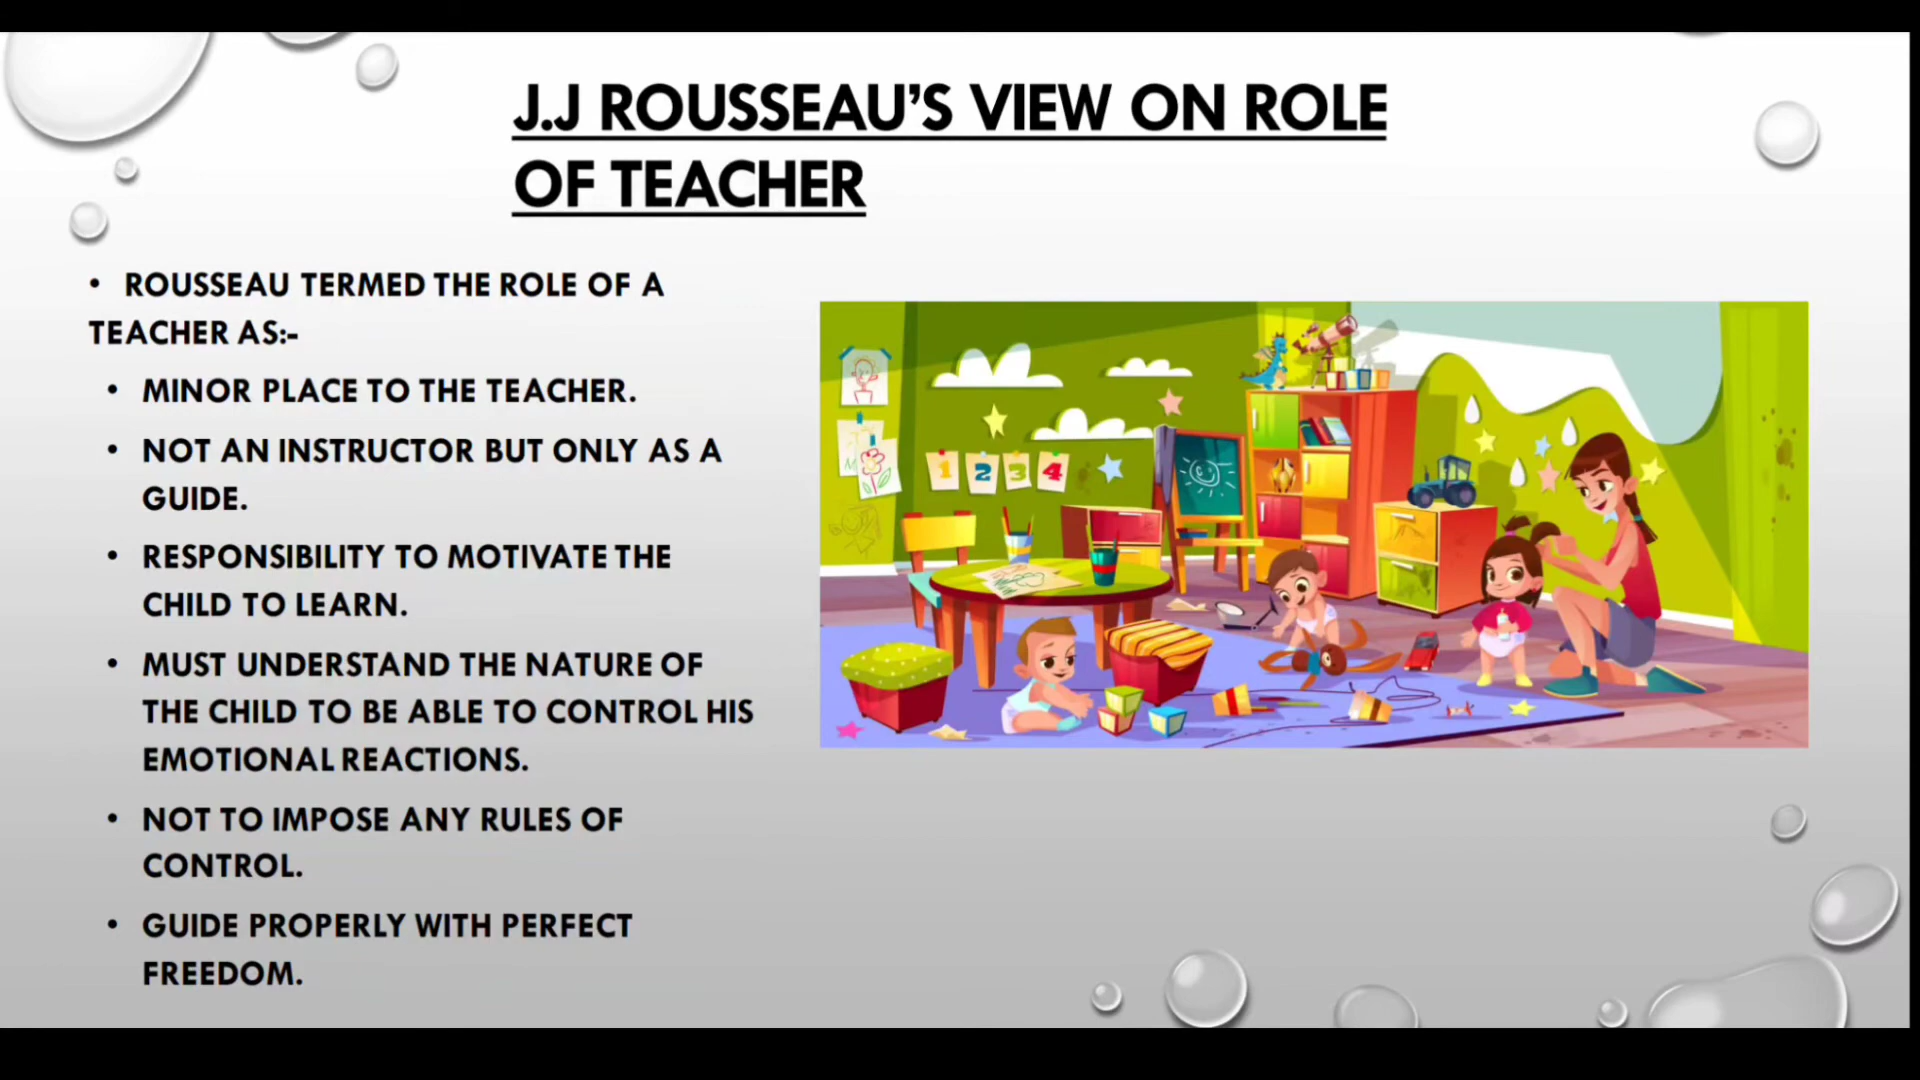 J.J ROUSSEAU'S VIEW ON ROLE
OF TEACHER
• ROUSSEAU TERMED THE ROLE OF A
TEACHER AS:-
• MINOR PLACE TO THE TEACHER.
• NOT AN INSTRUCTOR BUT ONLY AS A
GUIDE.
• RESPONSIBILITY TO MOTIVATE THE
CHILD TO LEARN.
• MUST UNDERSTAND THE NATURE OF
THE CHILD TO BE ABLE TO CONTROL HIS
EMOTIONAL REACTIONS.
• NOT TO IMPOSE ANY RULES OF
CONTROL.
• GUIDE PROPERLY WITH PERFECT
FREEDOM.
1 2 3 4